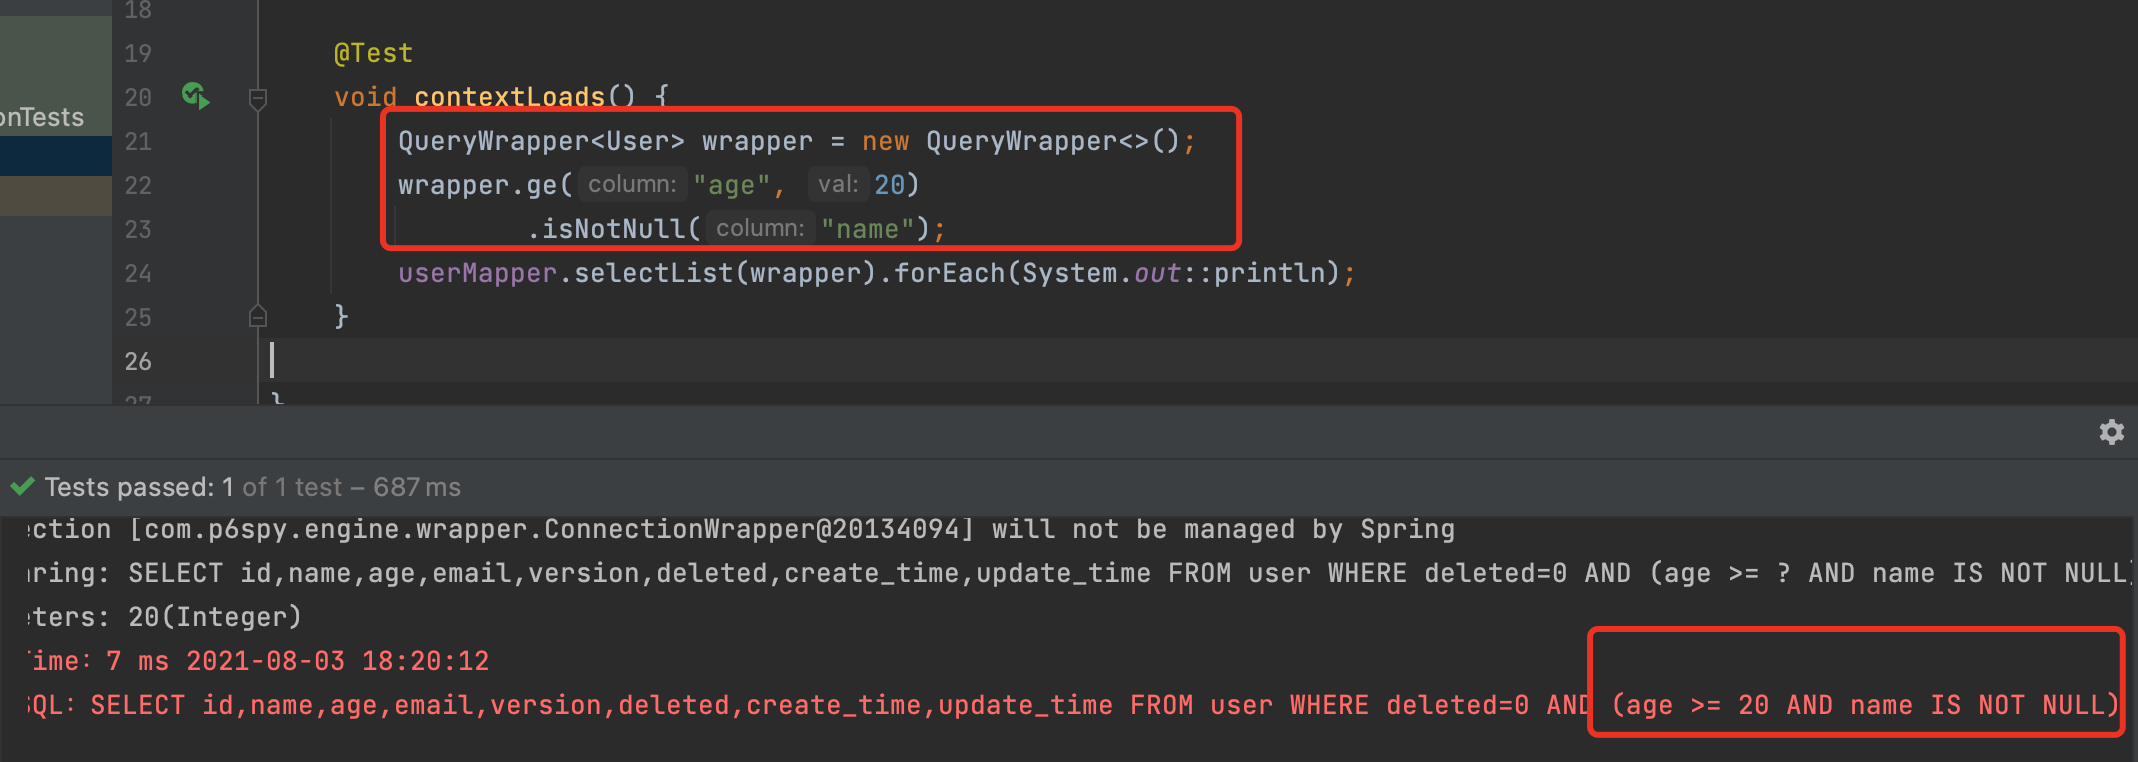 18
19 @Test
20 void contextLoads() {
onTests
21 QueryWrapper<User> wrapper = new QueryWrapper<>();
22 wrapper.ge( column: "age", val: 20)
23 .isNotNull( column: "name");
24 userMapper.selectList(wrapper).forEach(System.out::println);
25 }
26
27 }
Tests passed: 1 of 1 test – 687 ms
ection [com.p6spy.engine.wrapper.ConnectionWrapper@20134094] will not be managed by Spring
aring: SELECT id,name,age,email,version,deleted,create_time,update_time FROM user WHERE deleted=0 AND (age >= ? AND name IS NOT NULL)
eters: 20(Integer)
Time: 7 ms 2021-08-03 18:20:12
SQL: SELECT id,name,age,email,version,deleted,create_time,update_time FROM user WHERE deleted=0 AND (age >= 20 AND name IS NOT NULL)